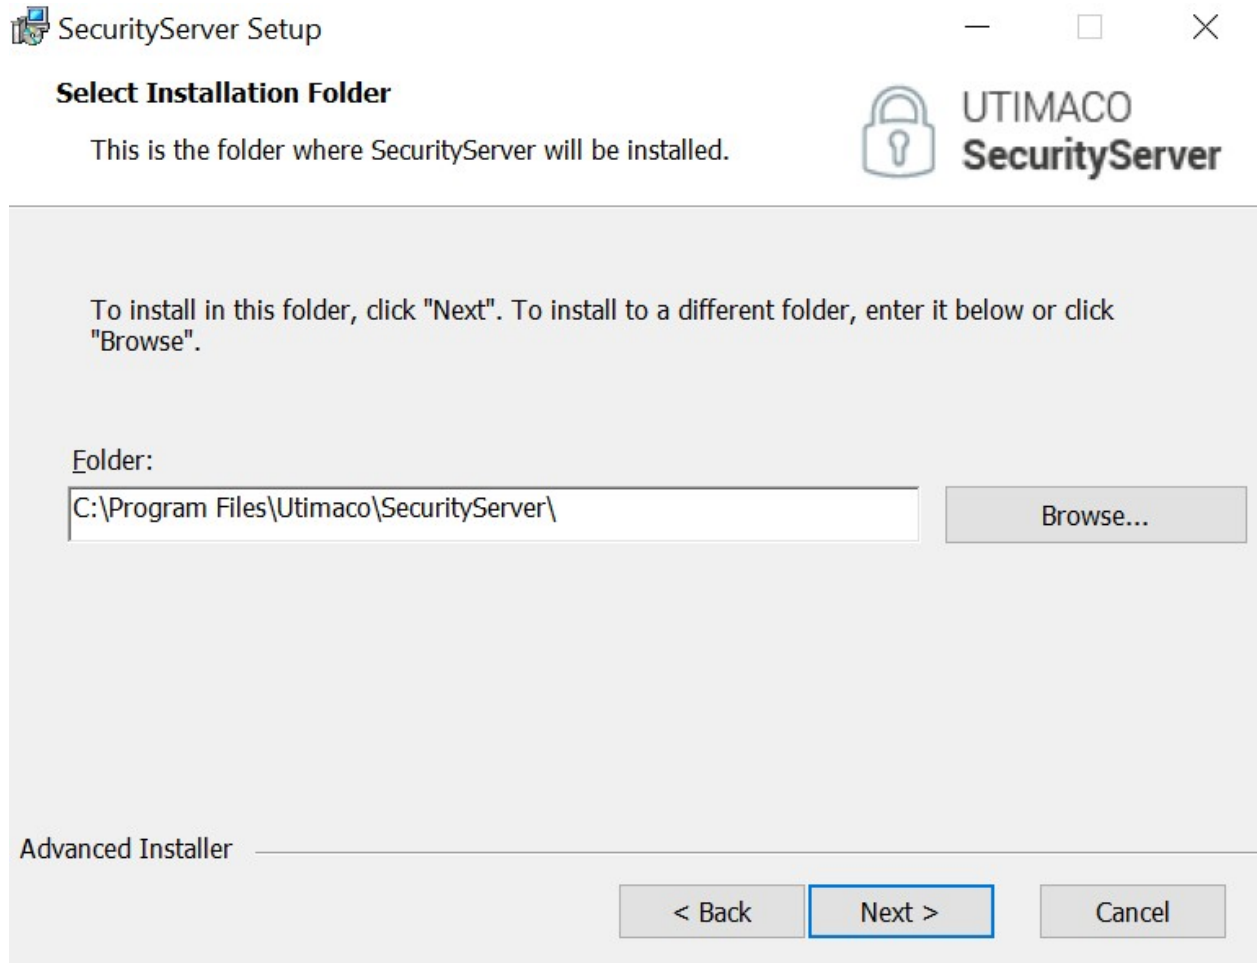 SecurityServer Setup
Select Installation Folder
This is the folder where SecurityServer will be installed.
UTIMACO
SecurityServer
To install in this folder, click "Next". To install to a different folder, enter it below or click
"Browse".
Folder:
C:\Program Files\Utimaco\SecurityServer\
Browse...
Advanced Installer
< Back
Next >
Cancel